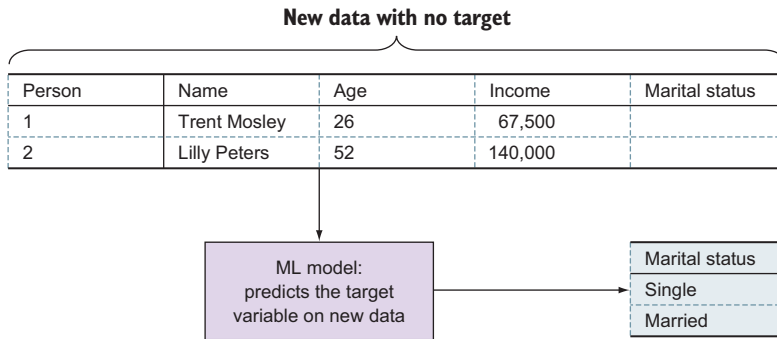 New data with no target
Person Name Age Income Marital status
1 Trent Mosley 26 67,500
2 Lilly Peters 52 140,000
ML model:
predicts the target
variable on new data
Marital status
Single
Married